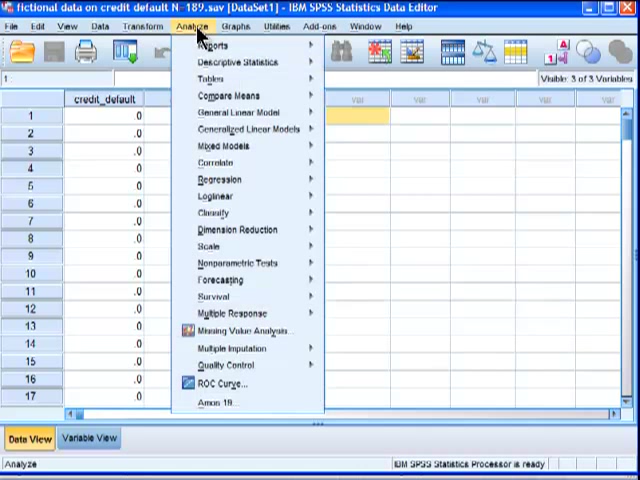 fictional data on credit default N=189.sav [DataSet1] - IBM SPSS Statistics Data Editor
File Edit View Data Transform Analyze Graphs Utilities Add-ons Window Help
1:
Visible: 3 of 3 Variables
credit_default var var var var
1 0
2 .0
3 .0
4 .0
5 .0
6 .0
7 .0
8 .0
9 .0
10 .0
11 .0
12 .0
13 .0
14 .0
15 .0
16 .0
17 .0
Reports
Descriptive Statistics
Tables
Compare Means
General Linear Model
Generalized Linear Models
Mixed Models
Correlate
Regression
Loglinear
Classify
Dimension Reduction
Scale
Nonparametric Tests
Forecasting
Survival
Multiple Response
Missing Value Analysis...
Multiple Imputation
Quality Control
ROC Curve...
Amos 19...
Data View Variable View
Analyze
IBM SPSS Statistics Processor is ready